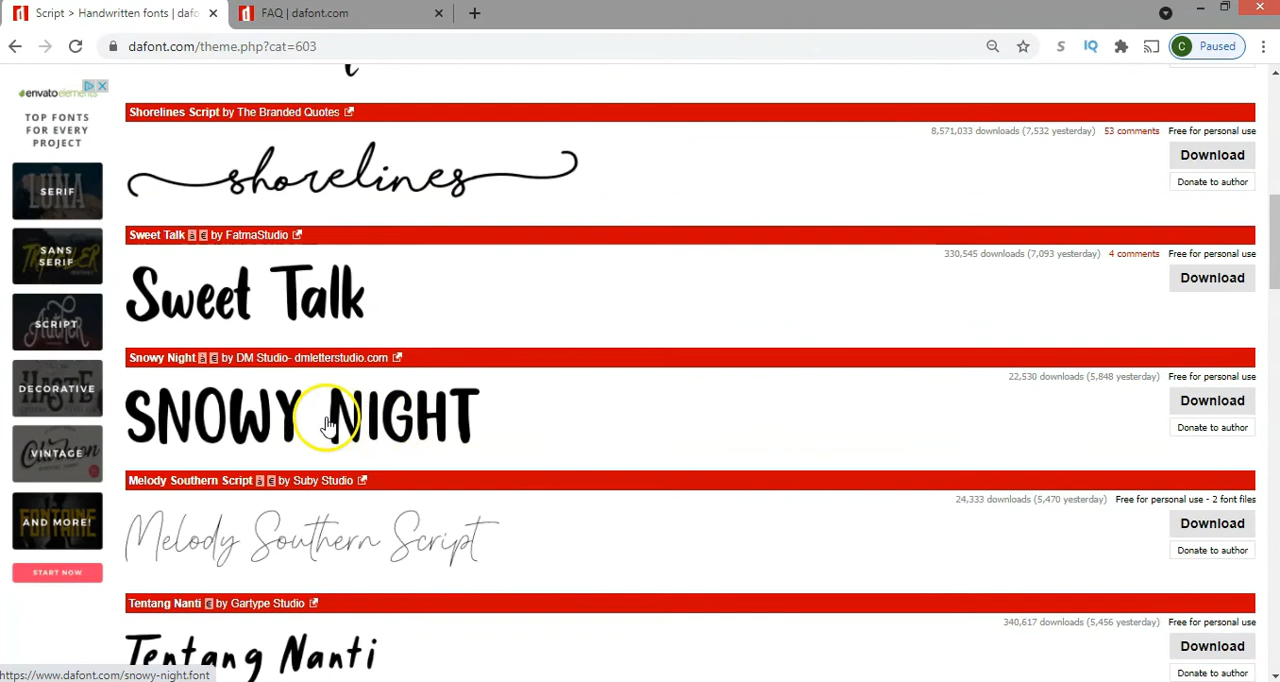 Script > Handwritten fonts | dafo
FAQ | dafont.com
dafont.com/theme.php?cat=603
S
IQ
C Paused
envato elements
TOP FONTS
FOR EVERY
PROJECT
SERIF
SANS
SERIF
SCRIPT
DECORATIVE
VINTAGE
AND MORE!
START NOW
Shorelines Script by The Branded Quotes
8,571,033 downloads (7,532 yesterday) 53 comments Free for personal use
shorelines
Download
Donate to author
Sweet Talk à € by FatmaStudio
330,545 downloads (7,093 yesterday) 4 comments Free for personal use
Sweet Talk
Download
Snowy Night à € by DM Studio- dmletterstudio.com
22,530 downloads (5,848 yesterday) Free for personal use
SNOWY NIGHT
Download
Donate to author
Melody Southern Script à € by Suby Studio
24,333 downloads (5,470 yesterday) Free for personal use - 2 font files
Melody Southern Script
Download
Donate to author
Tentang Nanti € by Gartype Studio
340,617 downloads (5,456 yesterday) Free for personal use
Tentang Nanti
Download
Donate to author
https://www.dafont.com/snowy-night.font